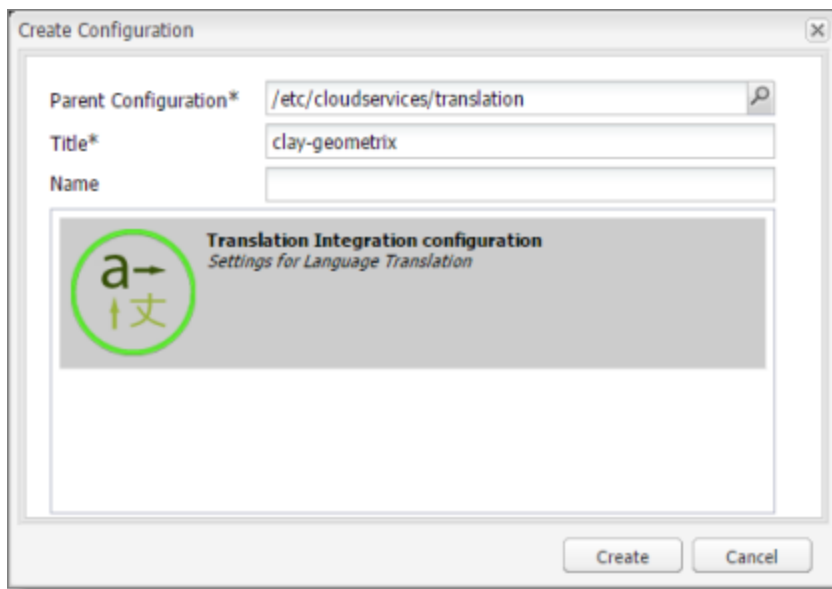 Create Configuration
Parent Configuration* /etc/cloudservices/translation
Title* clay-geometrix
Name
Translation Integration configuration
Settings for Language Translation
a
丈
Create Cancel